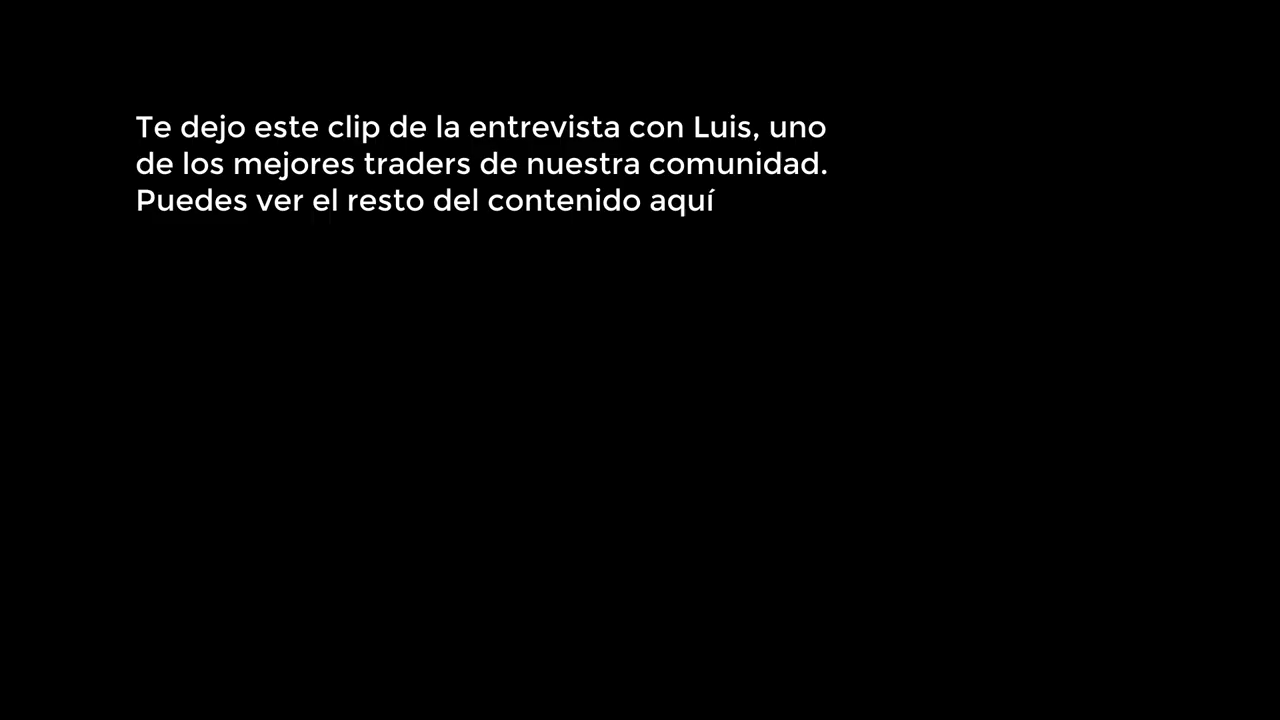 Te dejo este clip de la entrevista con Luis, uno
de los mejores traders de nuestra comunidad.
Puedes ver el resto del contenido aquí